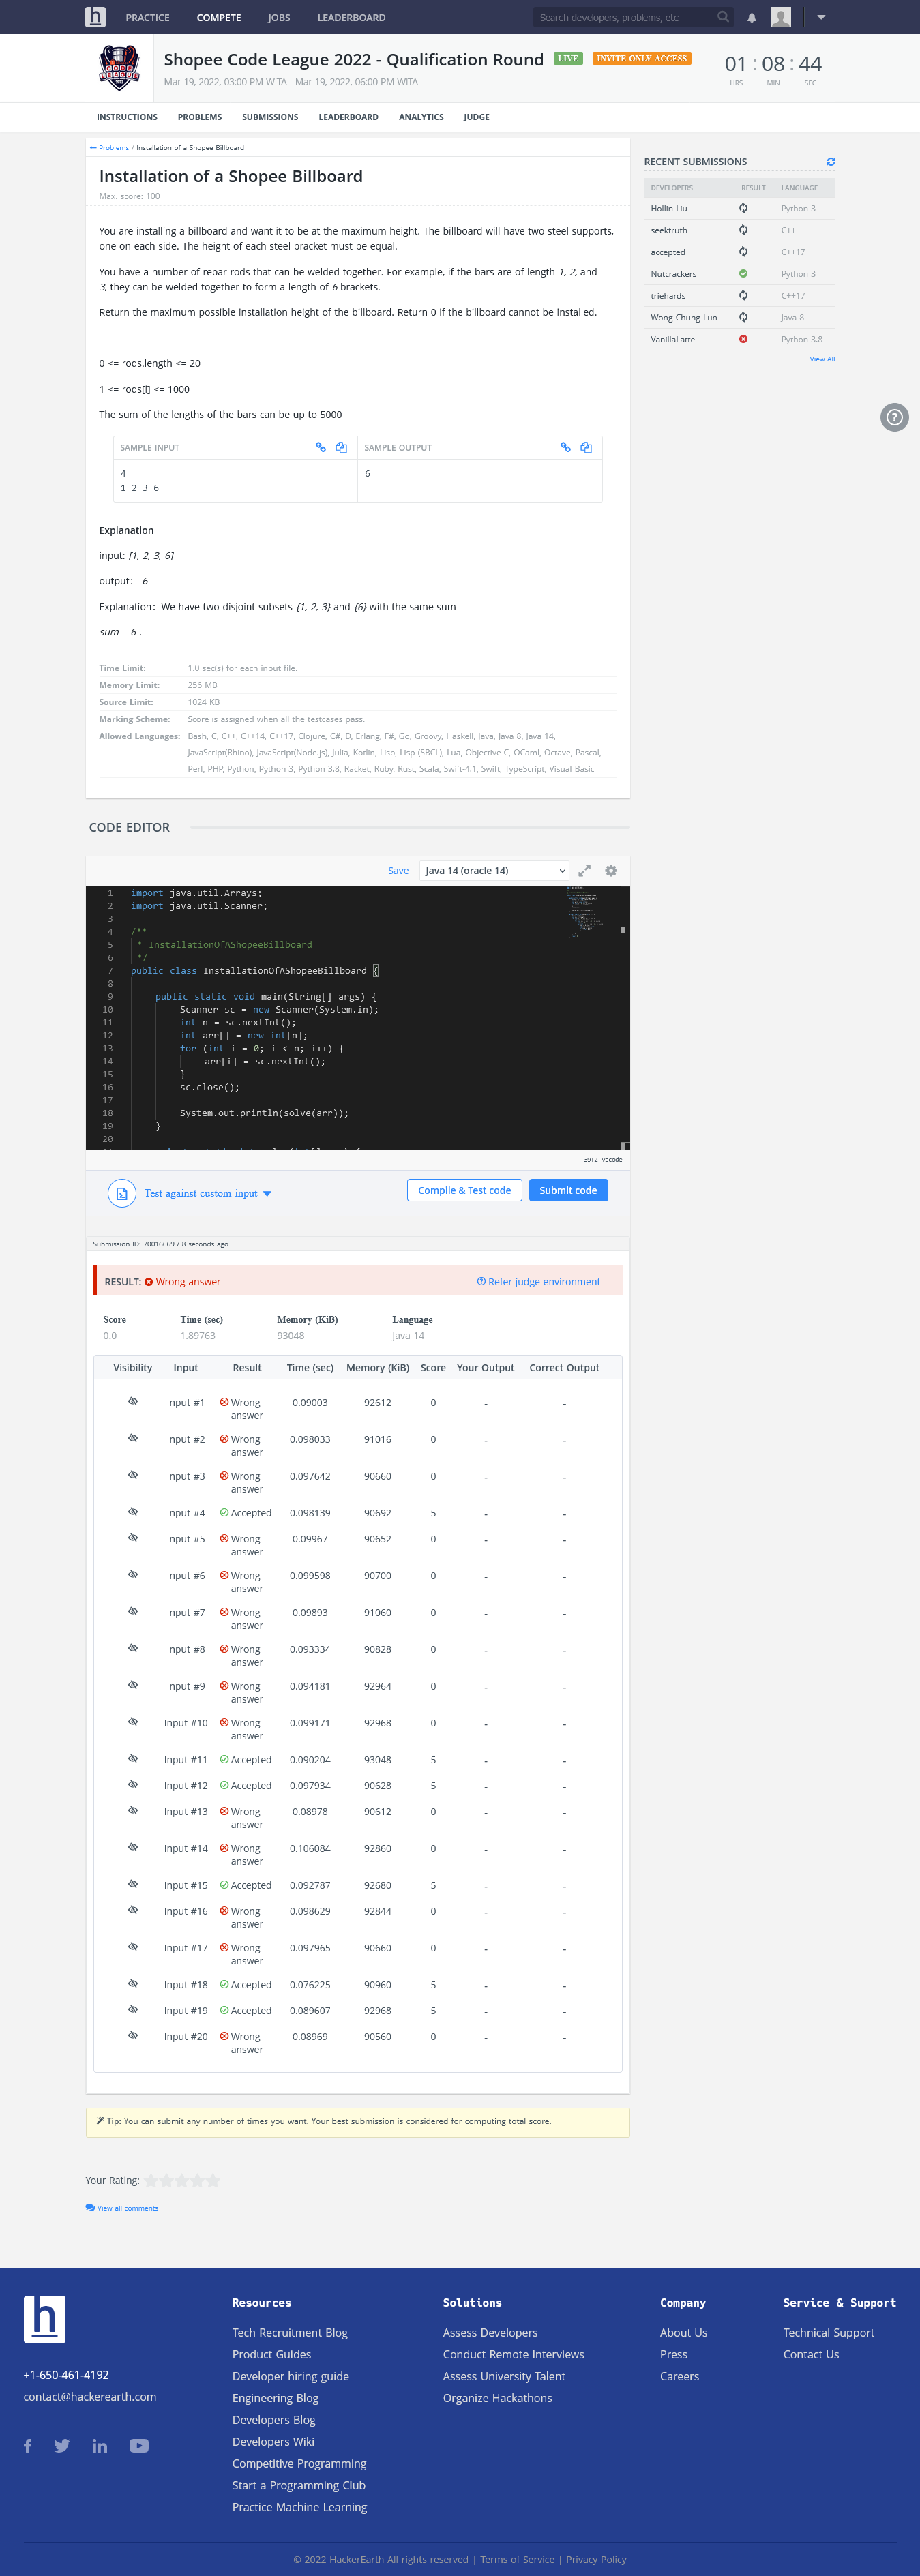 h PRACTICE COMPETE JOBS LEADERBOARD Search developers, problems, etc
Shopee Code League 2022 - Qualification Round LIVE INVITE ONLY ACCESS
Mar 19, 2022, 03:00 PM WITA - Mar 19, 2022, 06:00 PM WITA
01 : 08 : 44
HRS MIN SEC
INSTRUCTIONS PROBLEMS SUBMISSIONS LEADERBOARD ANALYTICS JUDGE
Problems / Installation of a Shopee Billboard
Installation of a Shopee Billboard
Max. score: 100
You are installing a billboard and want it to be at the maximum height. The billboard will have two steel supports,
one on each side. The height of each steel bracket must be equal.
You have a number of rebar rods that can be welded together. For example, if the bars are of length 1, 2, and
3, they can be welded together to form a length of 6 brackets.
Return the maximum possible installation height of the billboard. Return 0 if the billboard cannot be installed.
0 <= rods.length <= 20
1 <= rods[i] <= 1000
The sum of the lengths of the bars can be up to 5000
SAMPLE INPUT
4
1 2 3 6
SAMPLE OUTPUT
6
Explanation
input: [1, 2, 3, 6]
output: 6
Explanation: We have two disjoint subsets {1, 2, 3} and {6} with the same sum
sum = 6 .
Time Limit: 1.0 sec(s) for each input file.
Memory Limit: 256 MB
Source Limit: 1024 KB
Marking Scheme: Score is assigned when all the testcases pass.
Allowed Languages: Bash, C, C++, C++14, C++17, Clojure, C#, D, Erlang, F#, Go, Groovy, Haskell, Java, Java 8, Java 14,
JavaScript(Rhino), JavaScript(Node.js), Julia, Kotlin, Lisp, Lisp (SBCL), Lua, Objective-C, OCaml, Octave, Pascal,
Perl, PHP, Python, Python 3, Python 3.8, Racket, Ruby, Rust, Scala, Swift-4.1, Swift, TypeScript, Visual Basic
RECENT SUBMISSIONS
DEVELOPERS RESULT LANGUAGE
Hollin Liu Python 3
seektruth C++
accepted C++17
Nutcrackers Python 3
triehards C++17
Wong Chung Lun Java 8
VanillaLatte Python 3.8
View All
CODE EDITOR
Save Java 14 (oracle 14)
1 import java.util.Arrays;
2 import java.util.Scanner;
3
4 /**
5 * InstallationOfAShopeeBillboard
6 */
7 public class InstallationOfAShopeeBillboard {
8
9 public static void main(String[] args) {
10 Scanner sc = new Scanner(System.in);
11 int n = sc.nextInt();
12 int arr[] = new int[n];
13 for (int i = 0; i < n; i++) {
14 arr[i] = sc.nextInt();
15 }
16 sc.close();
17
18 System.out.println(solve(arr));
19 }
20
39:2 vscode
Test against custom input Compile & Test code Submit code
Submission ID: 70016669 / 8 seconds ago
RESULT: Wrong answer Refer judge environment
Score Time (sec) Memory (KiB) Language
0.0 1.89763 93048 Java 14
Visibility Input Result Time (sec) Memory (KiB) Score Your Output Correct Output
Input #1 Wrong answer 0.09003 92612 0 - -
Input #2 Wrong answer 0.098033 91016 0 - -
Input #3 Wrong answer 0.097642 90660 0 - -
Input #4 Accepted 0.098139 90692 5 - -
Input #5 Wrong answer 0.09967 90652 0 - -
Input #6 Wrong answer 0.099598 90700 0 - -
Input #7 Wrong answer 0.09893 91060 0 - -
Input #8 Wrong answer 0.093334 90828 0 - -
Input #9 Wrong answer 0.094181 92964 0 - -
Input #10 Wrong answer 0.099171 92968 0 - -
Input #11 Accepted 0.090204 93048 5 - -
Input #12 Accepted 0.097934 90628 5 - -
Input #13 Wrong answer 0.08978 90612 0 - -
Input #14 Wrong answer 0.106084 92860 0 - -
Input #15 Accepted 0.092787 92680 5 - -
Input #16 Wrong answer 0.098629 92844 0 - -
Input #17 Wrong answer 0.097965 90660 0 - -
Input #18 Accepted 0.076225 90960 5 - -
Input #19 Accepted 0.089607 92968 5 - -
Input #20 Wrong answer 0.08969 90560 0 - -
Tip: You can submit any number of times you want. Your best submission is considered for computing total score.
Your Rating:
View all comments
h
+1-650-461-4192
contact@hackerearth.com
Resources
Tech Recruitment Blog
Product Guides
Developer hiring guide
Engineering Blog
Developers Blog
Developers Wiki
Competitive Programming
Start a Programming Club
Practice Machine Learning
Solutions
Assess Developers
Conduct Remote Interviews
Assess University Talent
Organize Hackathons
Company
About Us
Press
Careers
Service & Support
Technical Support
Contact Us
© 2022 HackerEarth All rights reserved | Terms of Service | Privacy Policy